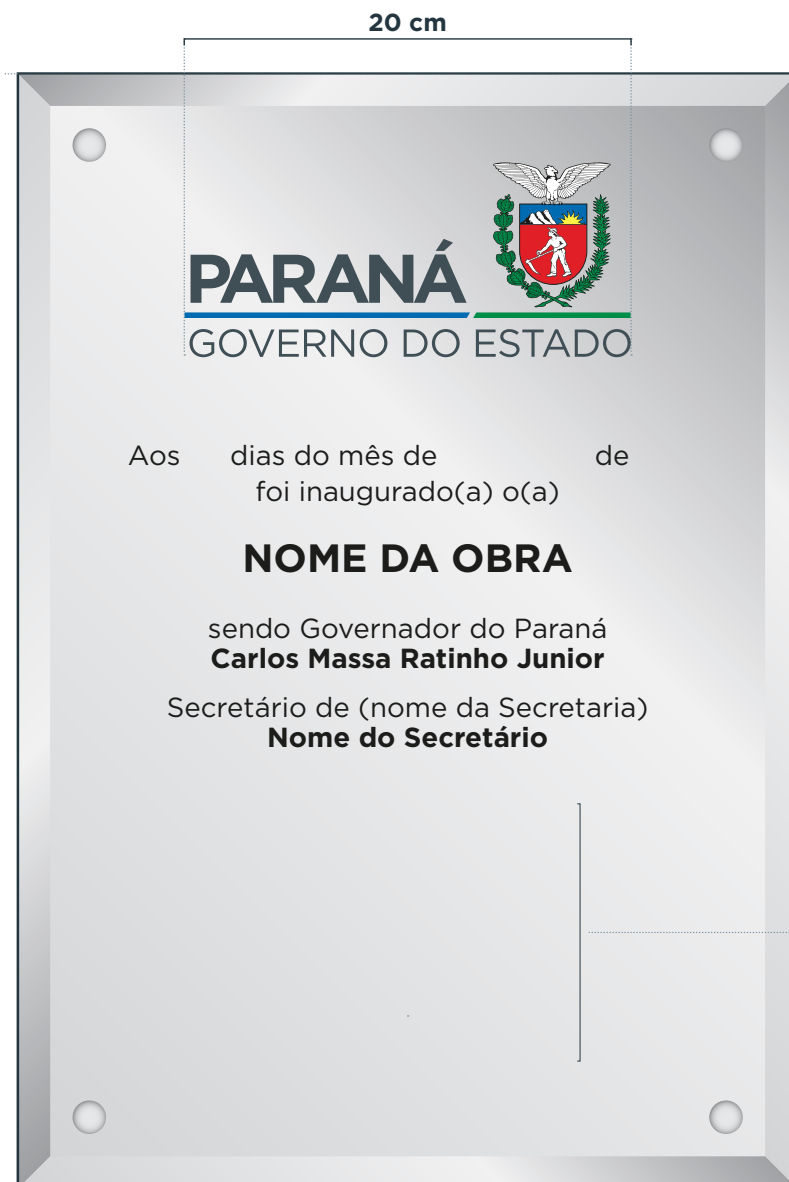 20 cm
PARANÁ
GOVERNO DO ESTADO
Aos dias do mês de de
foi inaugurado(a) o(a)
NOME DA OBRA
sendo Governador do Paraná
Carlos Massa Ratinho Junior
Secretário de (nome da Secretaria)
Nome do Secretário